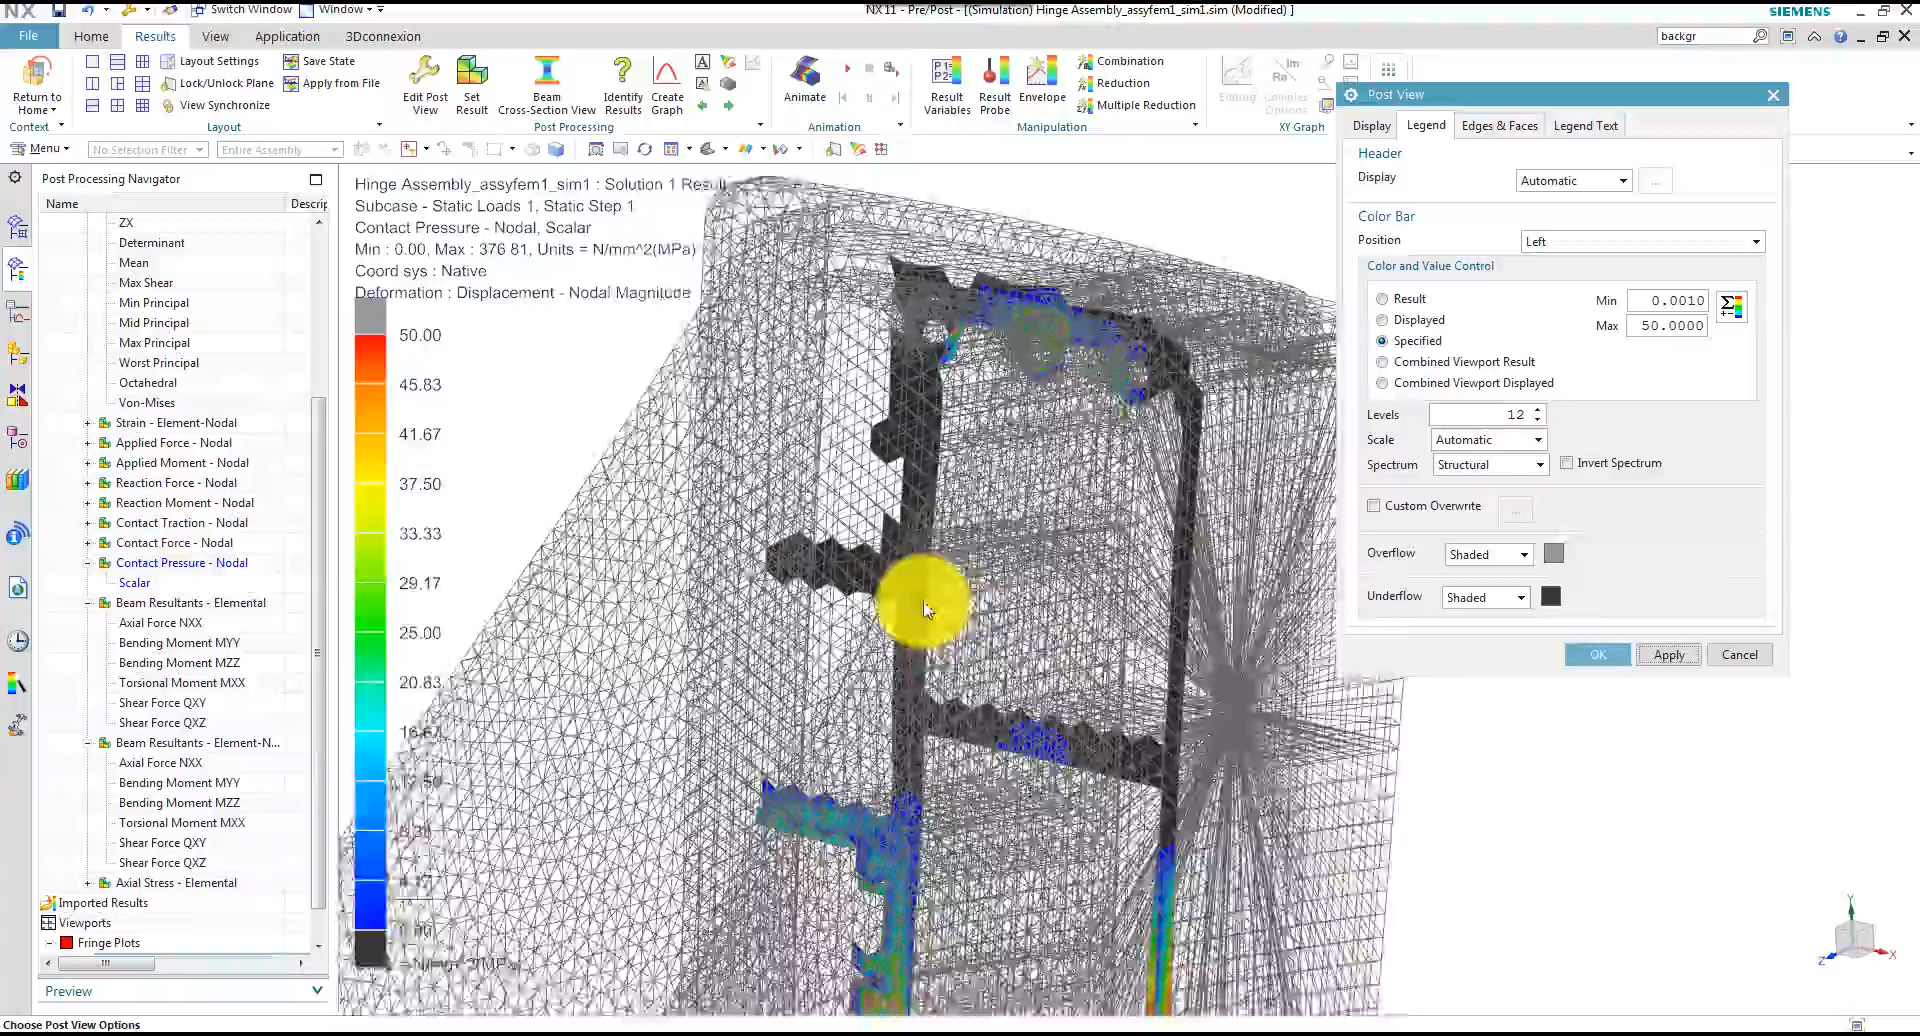 NX
Switch Window
Window
NX 11 - Pre/Post - [(Simulation) Hinge Assembly_assyfem1_sim1.sim (Modified) ]
SIEMENS
File
Home
Results
View
Application
3Dconnexion
backgr
Return to Home
Context
Layout Settings
Lock/Unlock Plane
View Synchronize
Save State
Apply from File
Layout
Edit Post View
Set Result
Beam Cross-Section View
Identify Results
Create Graph
Post Processing
Animate
Animation
Result Variables
Result Probe
Envelope
Combination
Reduction
Multiple Reduction
Manipulation
Editing
Complex Options
XY Graph
Menu
No Selection Filter
Entire Assembly
Post Processing Navigator
Name
Descrip
ZX
Determinant
Mean
Max Shear
Min Principal
Mid Principal
Max Principal
Worst Principal
Octahedral
Von-Mises
Strain - Element-Nodal
Applied Force - Nodal
Applied Moment - Nodal
Reaction Force - Nodal
Reaction Moment - Nodal
Contact Traction - Nodal
Contact Force - Nodal
Contact Pressure - Nodal
Scalar
Beam Resultants - Elemental
Axial Force NXX
Bending Moment MYY
Bending Moment MZZ
Torsional Moment MXX
Shear Force QXY
Shear Force QXZ
Beam Resultants - Element-N...
Axial Force NXX
Bending Moment MYY
Bending Moment MZZ
Torsional Moment MXX
Shear Force QXY
Shear Force QXZ
Axial Stress - Elemental
Imported Results
Viewports
Fringe Plots
Preview
Choose Post View Options
Hinge Assembly_assyfem1_sim1 : Solution 1 Result
Subcase - Static Loads 1, Static Step 1
Contact Pressure - Nodal, Scalar
Min : 0.00, Max : 376.81, Units = N/mm^2(MPa)
Coord sys : Native
Deformation : Displacement - Nodal Magnitude
50.00
45.83
41.67
37.50
33.33
29.17
25.00
20.83
16.67
Post View
Display
Legend
Edges & Faces
Legend Text
Header
Display
Automatic
Color Bar
Position
Left
Color and Value Control
Result
Displayed
Specified
Combined Viewport Result
Combined Viewport Displayed
Min 0.0010
Max 50.0000
Levels 12
Scale Automatic
Spectrum Structural
Invert Spectrum
Custom Overwrite
Overflow Shaded
Underflow Shaded
OK
Apply
Cancel
Y
X
Z